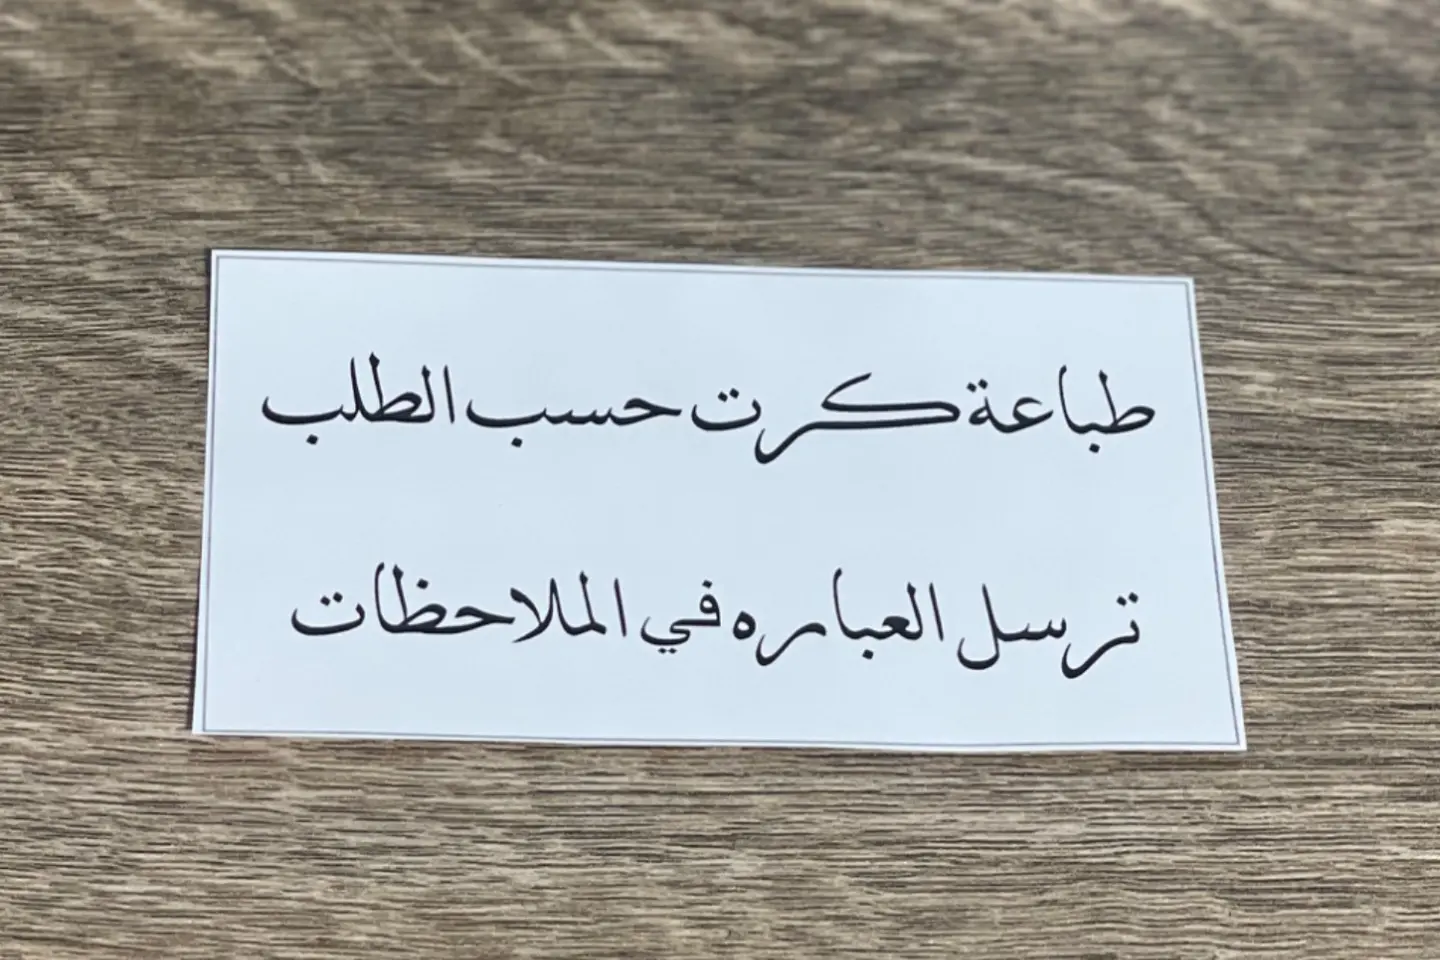 طباعة كرت حسب الطلب
ترسل العباره في الملاحظات